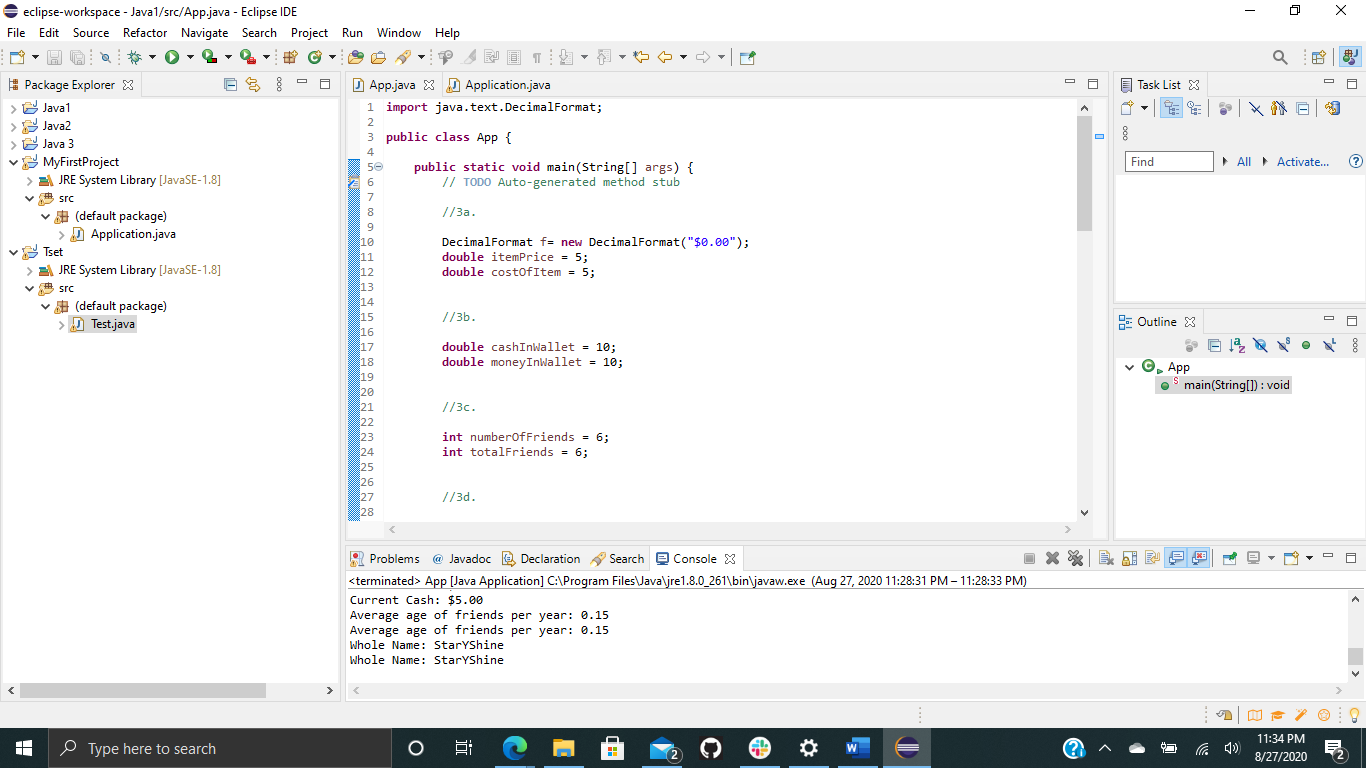 eclipse-workspace - Java1/src/App.java - Eclipse IDE
File Edit Source Refactor Navigate Search Project Run Window Help
Package Explorer
Java1
Java2
Java 3
MyFirstProject
JRE System Library [JavaSE-1.8]
src
(default package)
Application.java
Tset
JRE System Library [JavaSE-1.8]
src
(default package)
Test.java
App.java Application.java
1 import java.text.DecimalFormat;
2
3 public class App {
4
5 public static void main(String[] args) {
6 // TODO Auto-generated method stub
7
8 //3a.
9
10 DecimalFormat f= new DecimalFormat("$0.00");
11 double itemPrice = 5;
12 double costOfItem = 5;
13
14
15 //3b.
16
17 double cashInWallet = 10;
18 double moneyInWallet = 10;
19
20
21 //3c.
22
23 int numberOfFriends = 6;
24 int totalFriends = 6;
25
26
27 //3d.
28
Task List
Find All Activate...
Outline
App
main(String[]) : void
Problems @ Javadoc Declaration Search Console
<terminated> App [Java Application] C:\Program Files\Java\jre1.8.0_261\bin\javaw.exe (Aug 27, 2020 11:28:31 PM – 11:28:33 PM)
Current Cash: $5.00
Average age of friends per year: 0.15
Average age of friends per year: 0.15
Whole Name: StarYShine
Whole Name: StarYShine
Type here to search
2
11:34 PM
8/27/2020
2